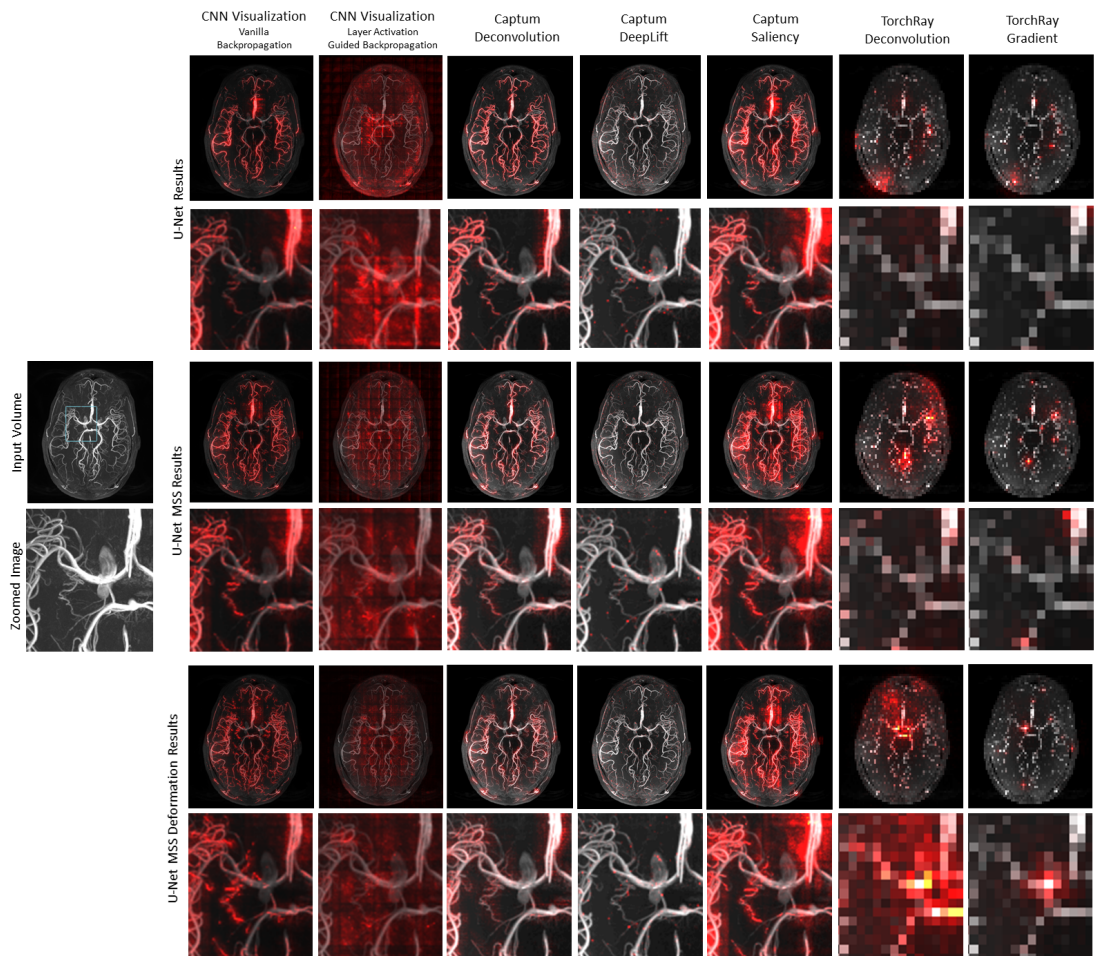 CNN Visualization
Vanilla
Backpropagation
CNN Visualization
Layer Activation
Guided Backpropagation
Captum
Deconvolution
Captum
DeepLift
Captum
Saliency
TorchRay
Deconvolution
TorchRay
Gradient
U-Net Results
Input Volume
Zoomed Image
U-Net MSS Results
U-Net MSS Deformation Results